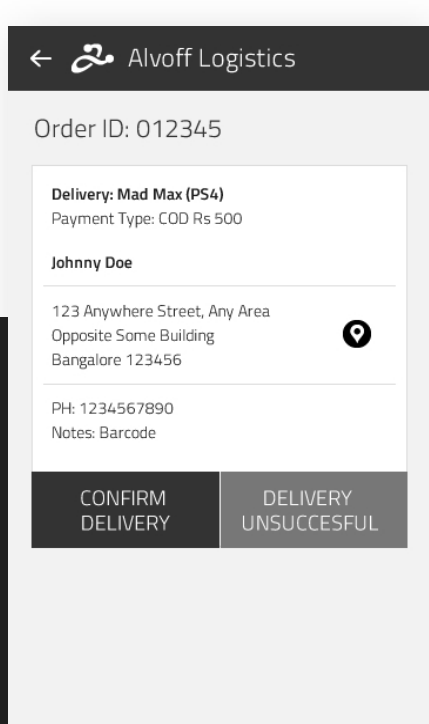 Alvoff Logistics
Order ID: 012345
Delivery: Mad Max (PS4)
Payment Type: COD Rs 500
Johnny Doe
123 Anywhere Street, Any Area
Opposite Some Building
Bangalore 123456
PH: 1234567890
Notes: Barcode
CONFIRM
DELIVERY
DELIVERY
UNSUCCESFUL